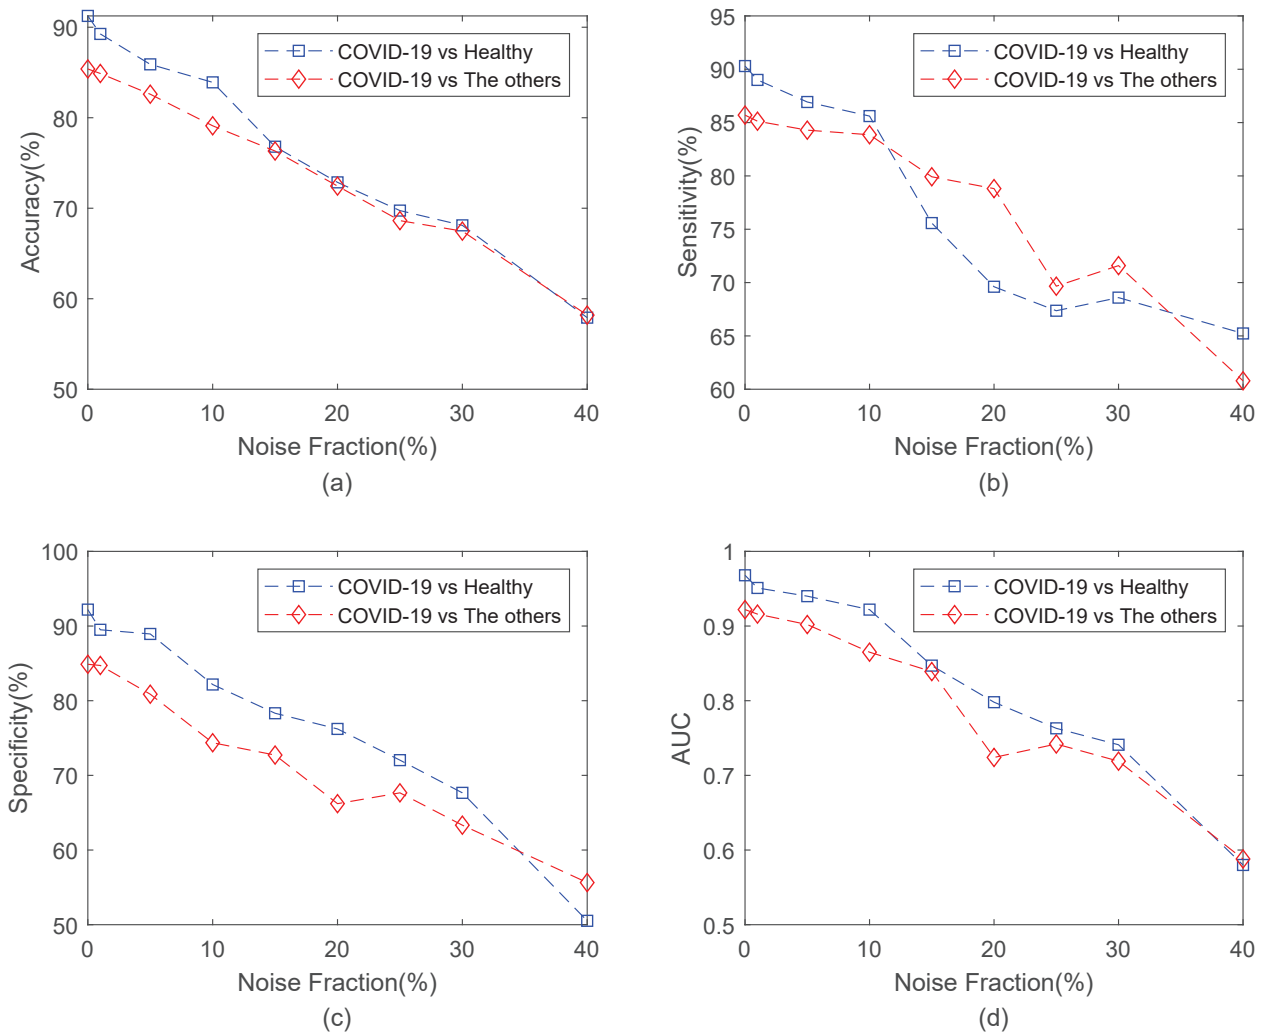 90
80
70
60
50
0
10
20
30
40
Accuracy(%)
Noise Fraction(%)
COVID-19 vs Healthy
COVID-19 vs The others
(a)
95
90
85
80
75
70
65
60
0
10
20
30
40
Sensitivity(%)
Noise Fraction(%)
COVID-19 vs Healthy
COVID-19 vs The others
(b)
100
90
80
70
60
50
0
10
20
30
40
Specificity(%)
Noise Fraction(%)
COVID-19 vs Healthy
COVID-19 vs The others
(c)
1
0.9
0.8
0.7
0.6
0.5
0
10
20
30
40
AUC
Noise Fraction(%)
COVID-19 vs Healthy
COVID-19 vs The others
(d)